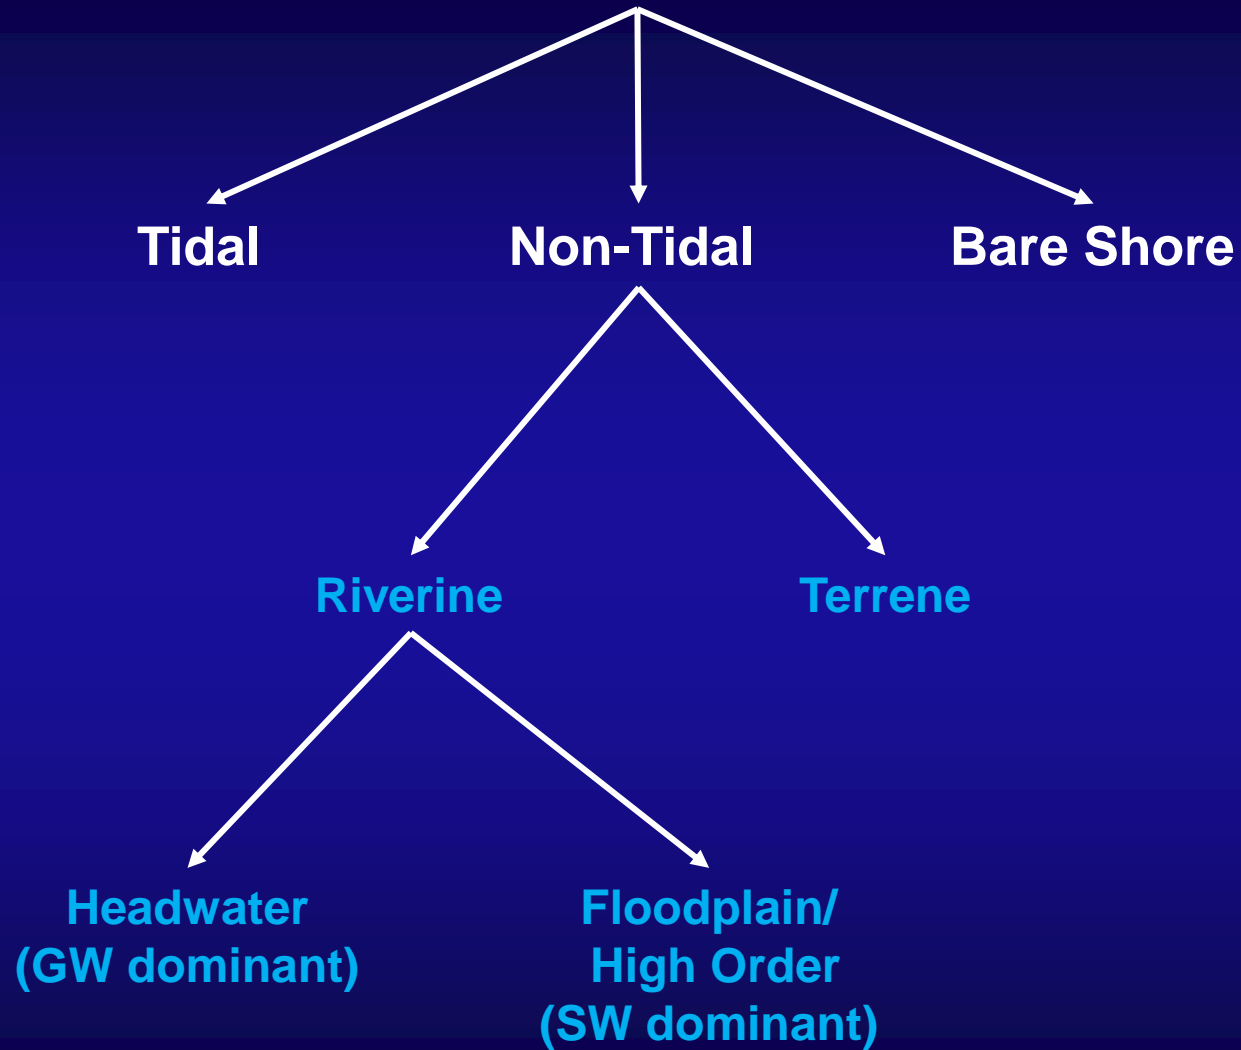 Tidal
Non-Tidal
Bare Shore
Riverine
Terrene
Headwater
(GW dominant)
Floodplain/
High Order
(SW dominant)